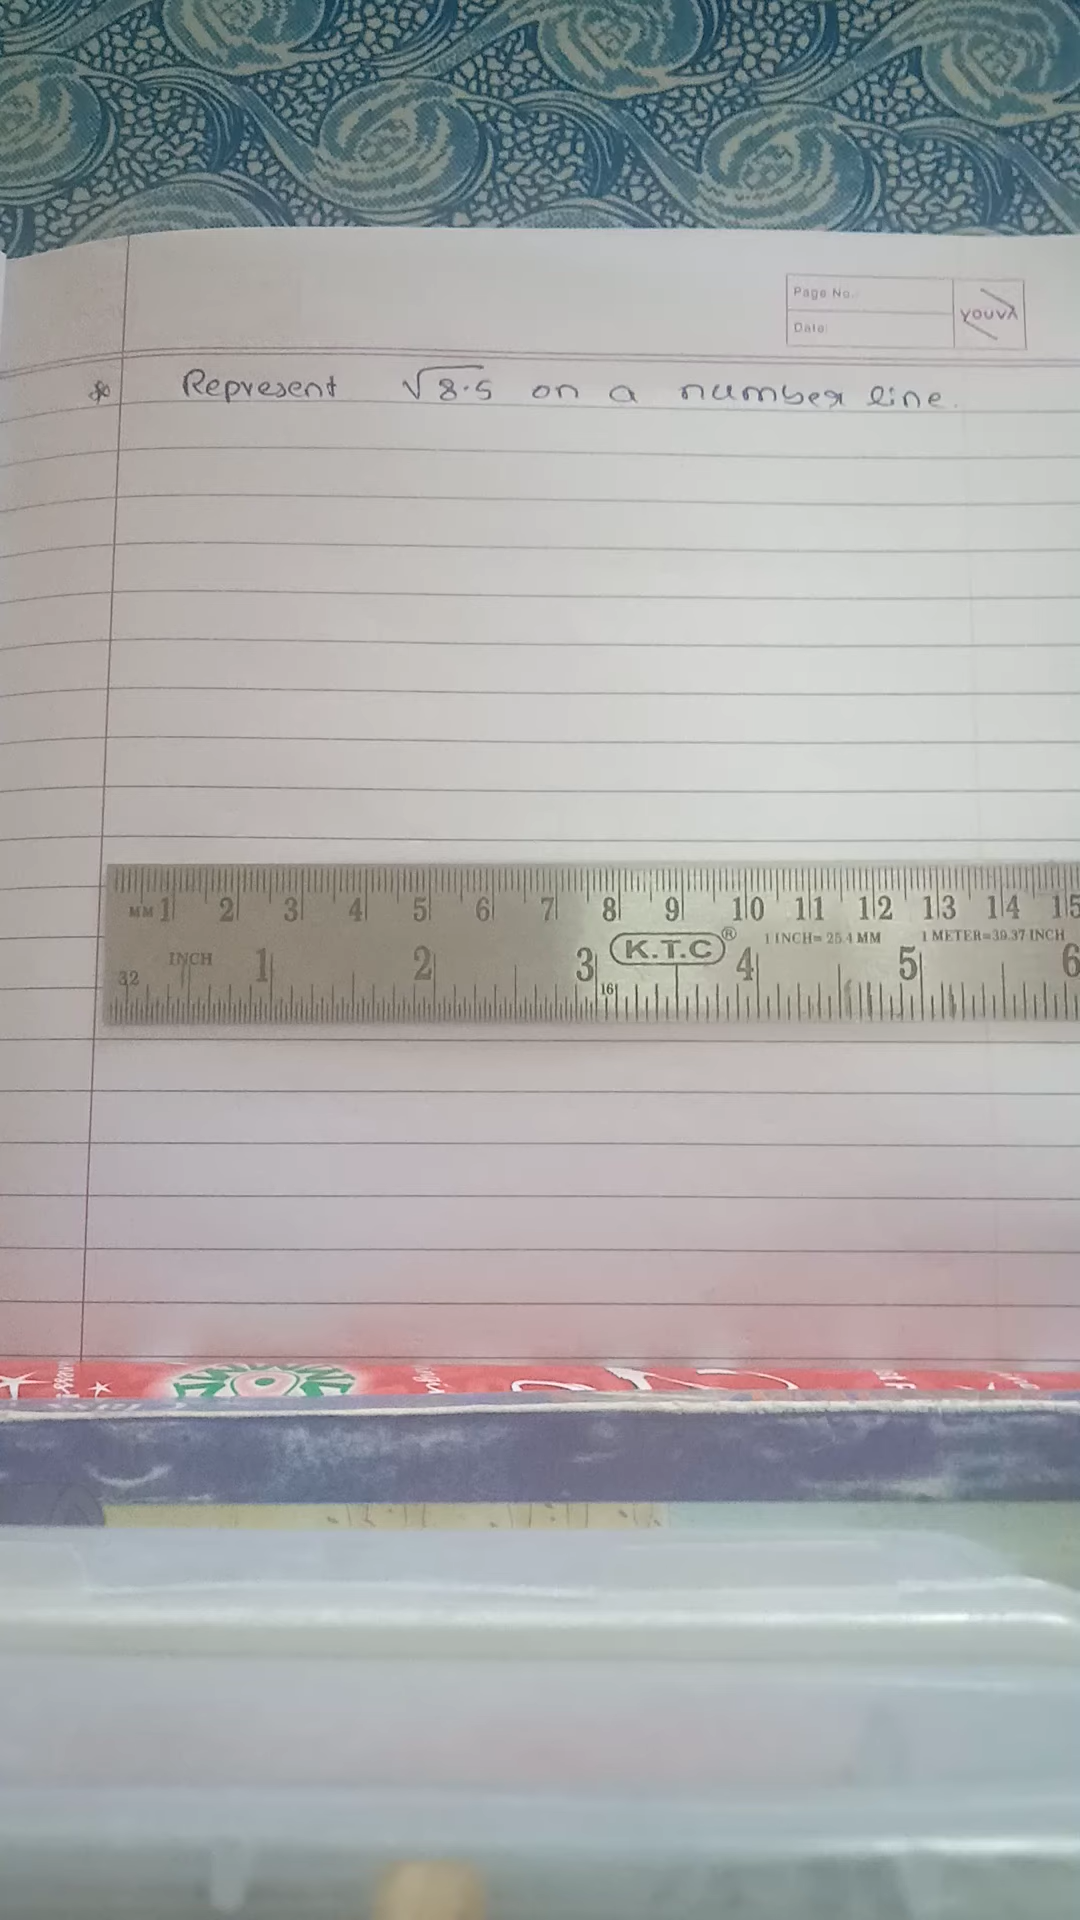 Page No.:
Date:
YOUVA
* Represent √8.5 on a number line.
MM 1 2 3 4 5 6 7 8 9 10 11 12 13 14 15
K.T.C ® 1 INCH= 25.4 MM 1 METER=39.37 INCH
INCH 1 2 3 4 5 6
32 16